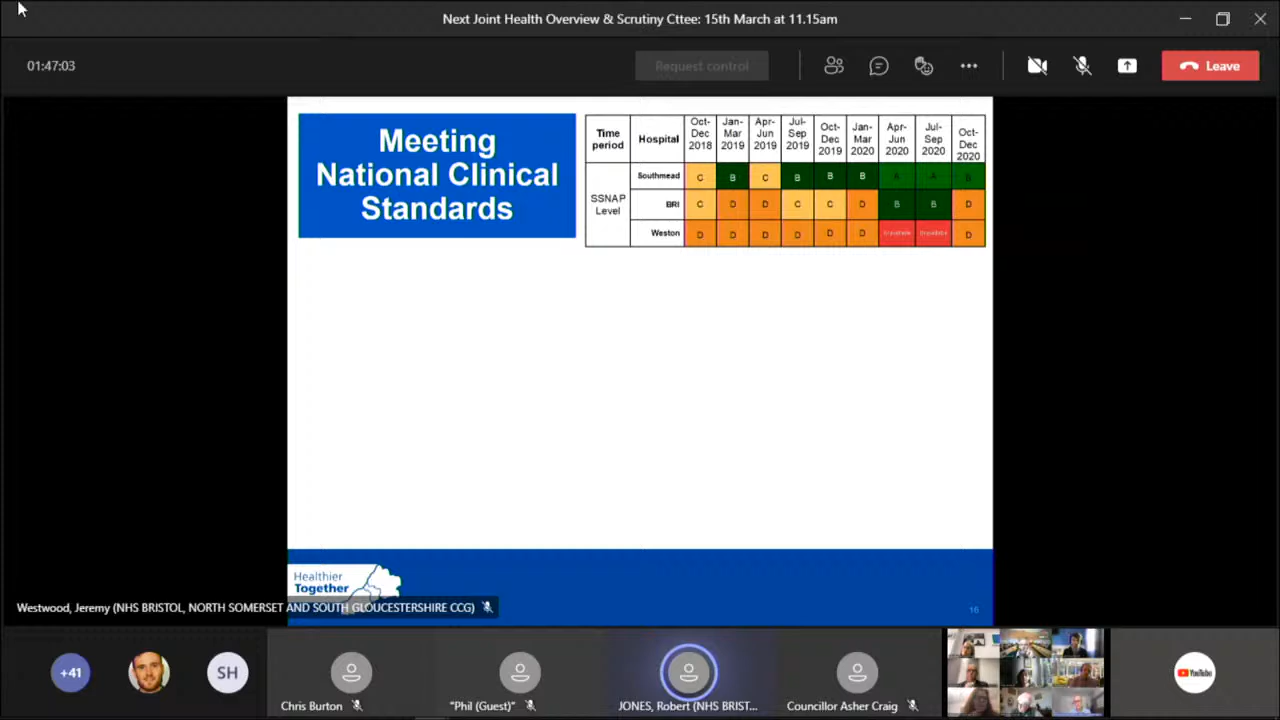 Next Joint Health Overview & Scrutiny Cttee: 15th March at 11.15am
01:47:03
Request control
Leave
Meeting
National Clinical
Standards
Time period Hospital Oct-Dec 2018 Jan-Mar 2019 Apr-Jun 2019 Jul-Sep 2019 Oct-Dec 2019 Jan-Mar 2020 Apr-Jun 2020 Jul-Sep 2020 Oct-Dec 2020
SSNAP Level
Southmead C B C B B B A A B
BRI C D D C C D B B D
Weston D D D D D D D
Healthier
Together
16
Westwood, Jeremy (NHS BRISTOL, NORTH SOMERSET AND SOUTH GLOUCESTERSHIRE CCG)
+41
SH
Chris Burton
"Phil (Guest)"
JONES, Robert (NHS BRIST...
Councillor Asher Craig
YouTube